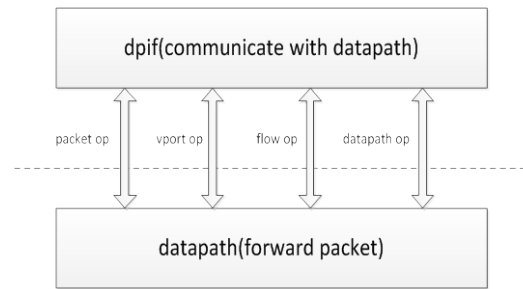 dpif(communicate with datapath)
packet op vport op flow op datapath op
datapath(forward packet)